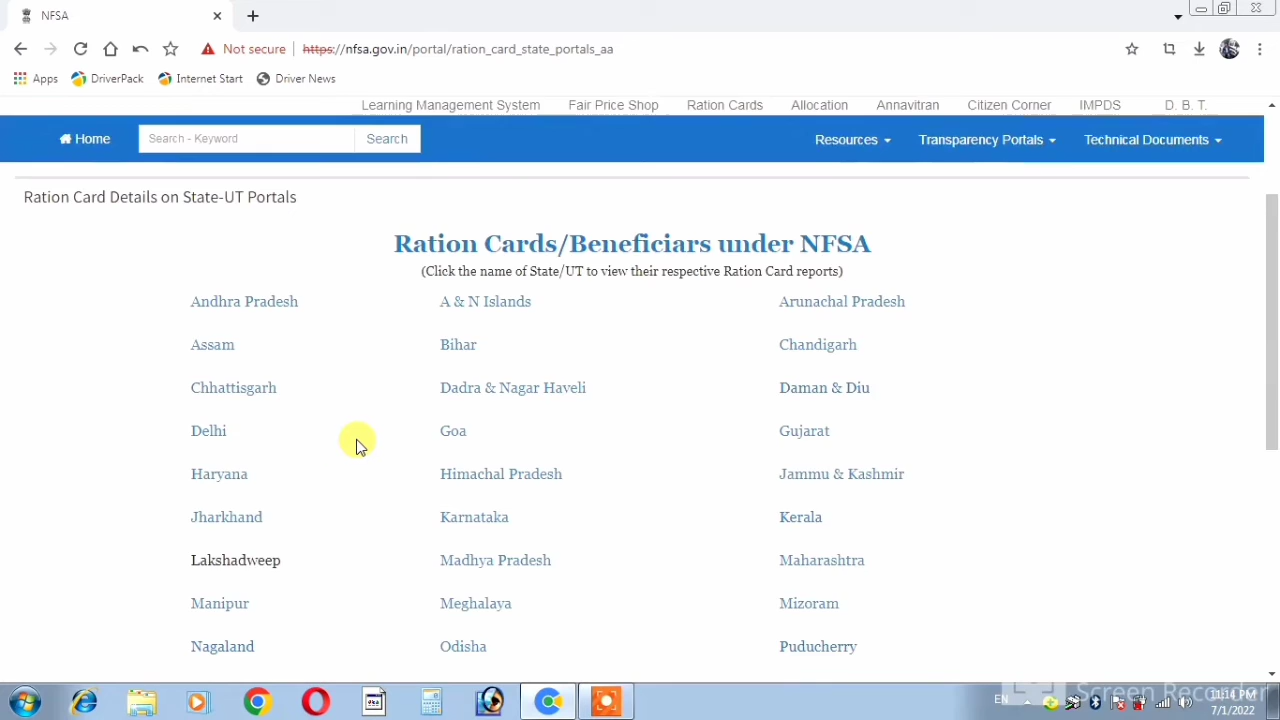 NFSA
Not secure https://nfsa.gov.in/portal/ration_card_state_portals_aa
Apps DriverPack Internet Start Driver News
Learning Management System Fair Price Shop Ration Cards Allocation Annavitran Citizen Corner IMPDS D. B. T.
Home Search - Keyword Search Resources Transparency Portals Technical Documents
Ration Card Details on State-UT Portals
Ration Cards/Beneficiars under NFSA
(Click the name of State/UT to view their respective Ration Card reports)
Andhra Pradesh A & N Islands Arunachal Pradesh
Assam Bihar Chandigarh
Chhattisgarh Dadra & Nagar Haveli Daman & Diu
Delhi Goa Gujarat
Haryana Himachal Pradesh Jammu & Kashmir
Jharkhand Karnataka Kerala
Lakshadweep Madhya Pradesh Maharashtra
Manipur Meghalaya Mizoram
Nagaland Odisha Puducherry
Screen Recorder
EN 11:14 PM
7/1/2022